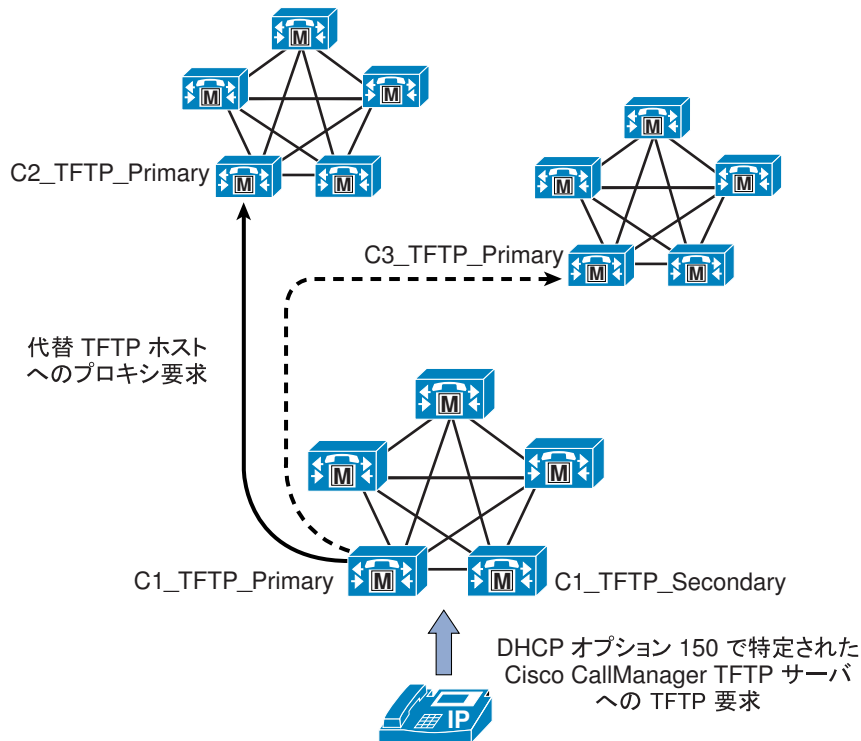 M
M
M
C2_TFTP_Primary
M
M
M
M
M
C3_TFTP_Primary
M
M
代替 TFTP ホスト
へのプロキシ要求
M
M
M
C1_TFTP_Primary
M
M
C1_TFTP_Secondary
DHCP オプション 150 で特定された
Cisco CallManager TFTP サーバ
への TFTP 要求
IP